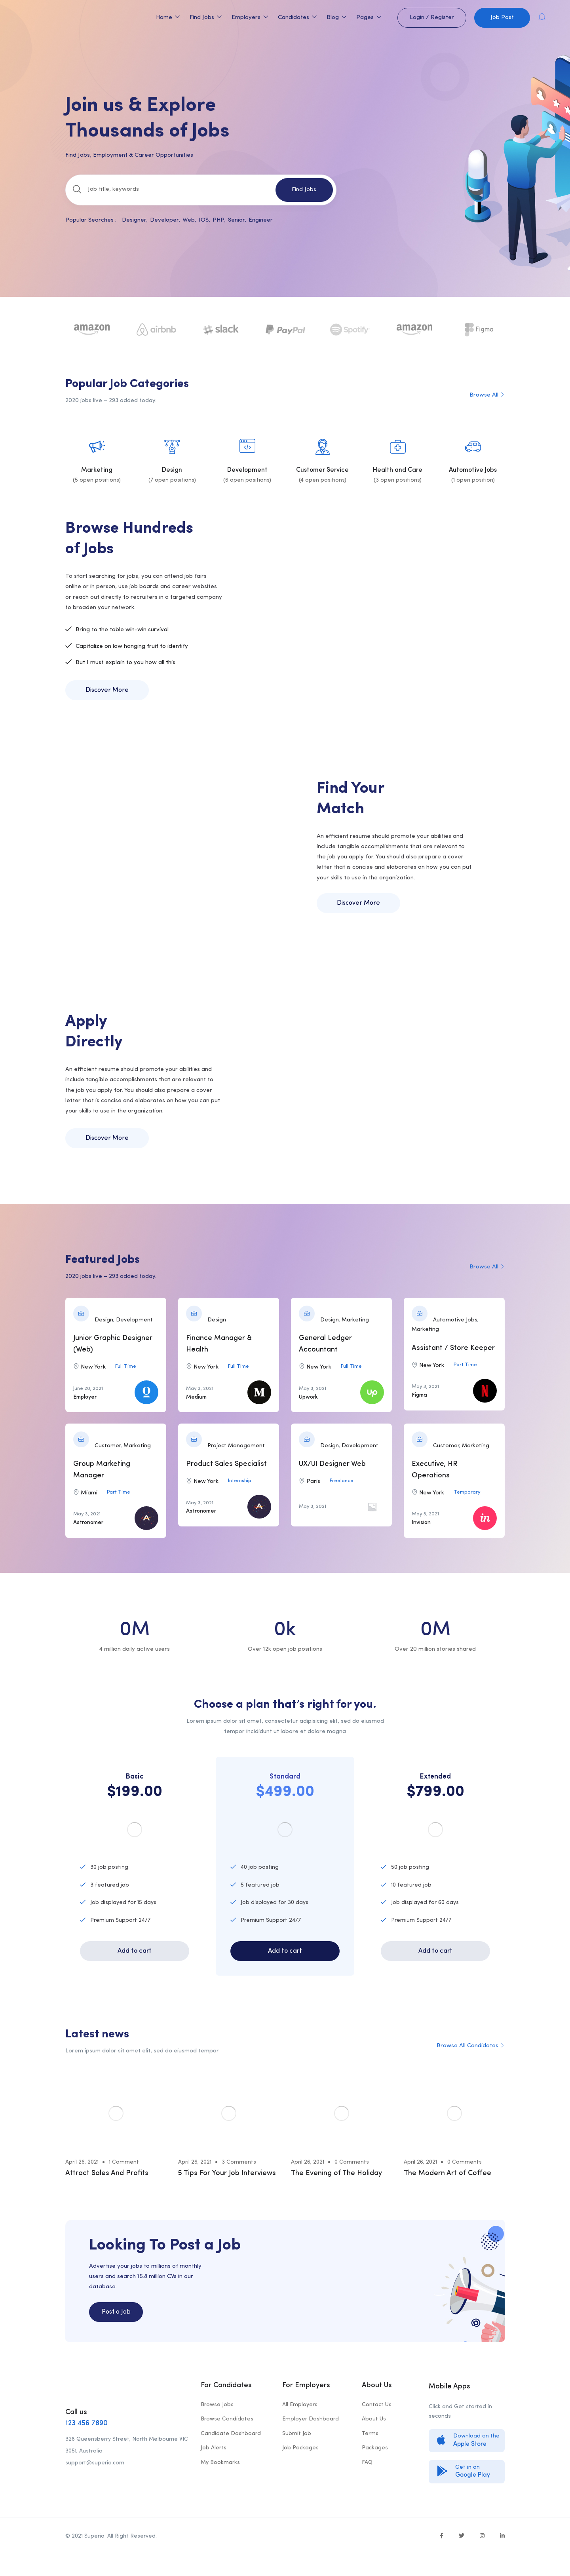 Home Find Jobs Employers Candidates Blog Pages Login / Register Job Post
Join us & Explore
Thousands of Jobs
Find Jobs, Employment & Career Opportunities
Job title, keywords
Find Jobs
Popular Searches : Designer, Developer, Web, IOS, PHP, Senior, Engineer
amazon airbnb slack PayPal Spotify amazon Figma
Popular Job Categories
2020 jobs live – 293 added today.
Browse All
Marketing
(5 open positions)
Design
(7 open positions)
Development
(6 open positions)
Customer Service
(4 open positions)
Health and Care
(3 open positions)
Automotive Jobs
(1 open position)
Browse Hundreds
of Jobs
To start searching for jobs, you can attend job fairs
online or in person, use job boards and career websites
or reach out directly to recruiters in a targeted company
to broaden your network.
Bring to the table win-win survival
Capitalize on low hanging fruit to identify
But I must explain to you how all this
Discover More
Find Your
Match
An efficient resume should promote your abilities and
include tangible accomplishments that are relevant to
the job you apply for. You should also prepare a cover
letter that is concise and elaborates on how you can put
your skills to use in the organization.
Discover More
Apply
Directly
An efficient resume should promote your abilities and
include tangible accomplishments that are relevant to
the job you apply for. You should also prepare a cover
letter that is concise and elaborates on how you can put
your skills to use in the organization.
Discover More
Featured Jobs
2020 jobs live – 293 added today.
Browse All
Design, Development
Junior Graphic Designer
(Web)
New York Full Time
June 20, 2021
Employer
Design
Finance Manager &
Health
New York Full Time
May 3, 2021
Medium
M
Design, Marketing
General Ledger
Accountant
New York Full Time
May 3, 2021
Upwork
Up
Automotive Jobs,
Marketing
Assistant / Store Keeper
New York Part Time
May 3, 2021
Figma
N
Customer, Marketing
Group Marketing
Manager
Miami Part Time
May 3, 2021
Astronomer
Project Management
Product Sales Specialist
New York Internship
May 3, 2021
Astronomer
Design, Development
UX/UI Designer Web
Paris Freelance
May 3, 2021
Customer, Marketing
Executive, HR
Operations
New York Temporary
May 3, 2021
Invision
in
0M
4 million daily active users
0k
Over 12k open job positions
0M
Over 20 million stories shared
Choose a plan that's right for you.
Lorem ipsum dolor sit amet, consectetur adipisicing elit, sed do eiusmod
tempor incididunt ut labore et dolore magna
Basic
$199.00
30 job posting
3 featured job
Job displayed for 15 days
Premium Support 24/7
Add to cart
Standard
$499.00
40 job posting
5 featured job
Job displayed for 30 days
Premium Support 24/7
Add to cart
Extended
$799.00
50 job posting
10 featured job
Job displayed for 60 days
Premium Support 24/7
Add to cart
Latest news
Lorem ipsum dolor sit amet elit, sed do eiusmod tempor
Browse All Candidates
April 26, 2021 • 1 Comment
Attract Sales And Profits
April 26, 2021 • 3 Comments
5 Tips For Your Job Interviews
April 26, 2021 • 0 Comments
The Evening of The Holiday
April 26, 2021 • 0 Comments
The Modern Art of Coffee
Looking To Post a Job
Advertise your jobs to millions of monthly
users and search 15.8 million CVs in our
database.
Post a Job
Call us
123 456 7890
328 Queensberry Street, North Melbourne VIC
3051, Australia.
support@superio.com
For Candidates
Browse Jobs
Browse Candidates
Candidate Dashboard
Job Alerts
My Bookmarks
For Employers
All Employers
Employer Dashboard
Submit Job
Job Packages
About Us
Contact Us
About Us
Terms
Packages
FAQ
Mobile Apps
Click and Get started in
seconds
Download on the
Apple Store
Get in on
Google Play
© 2021 Superio. All Right Reserved.